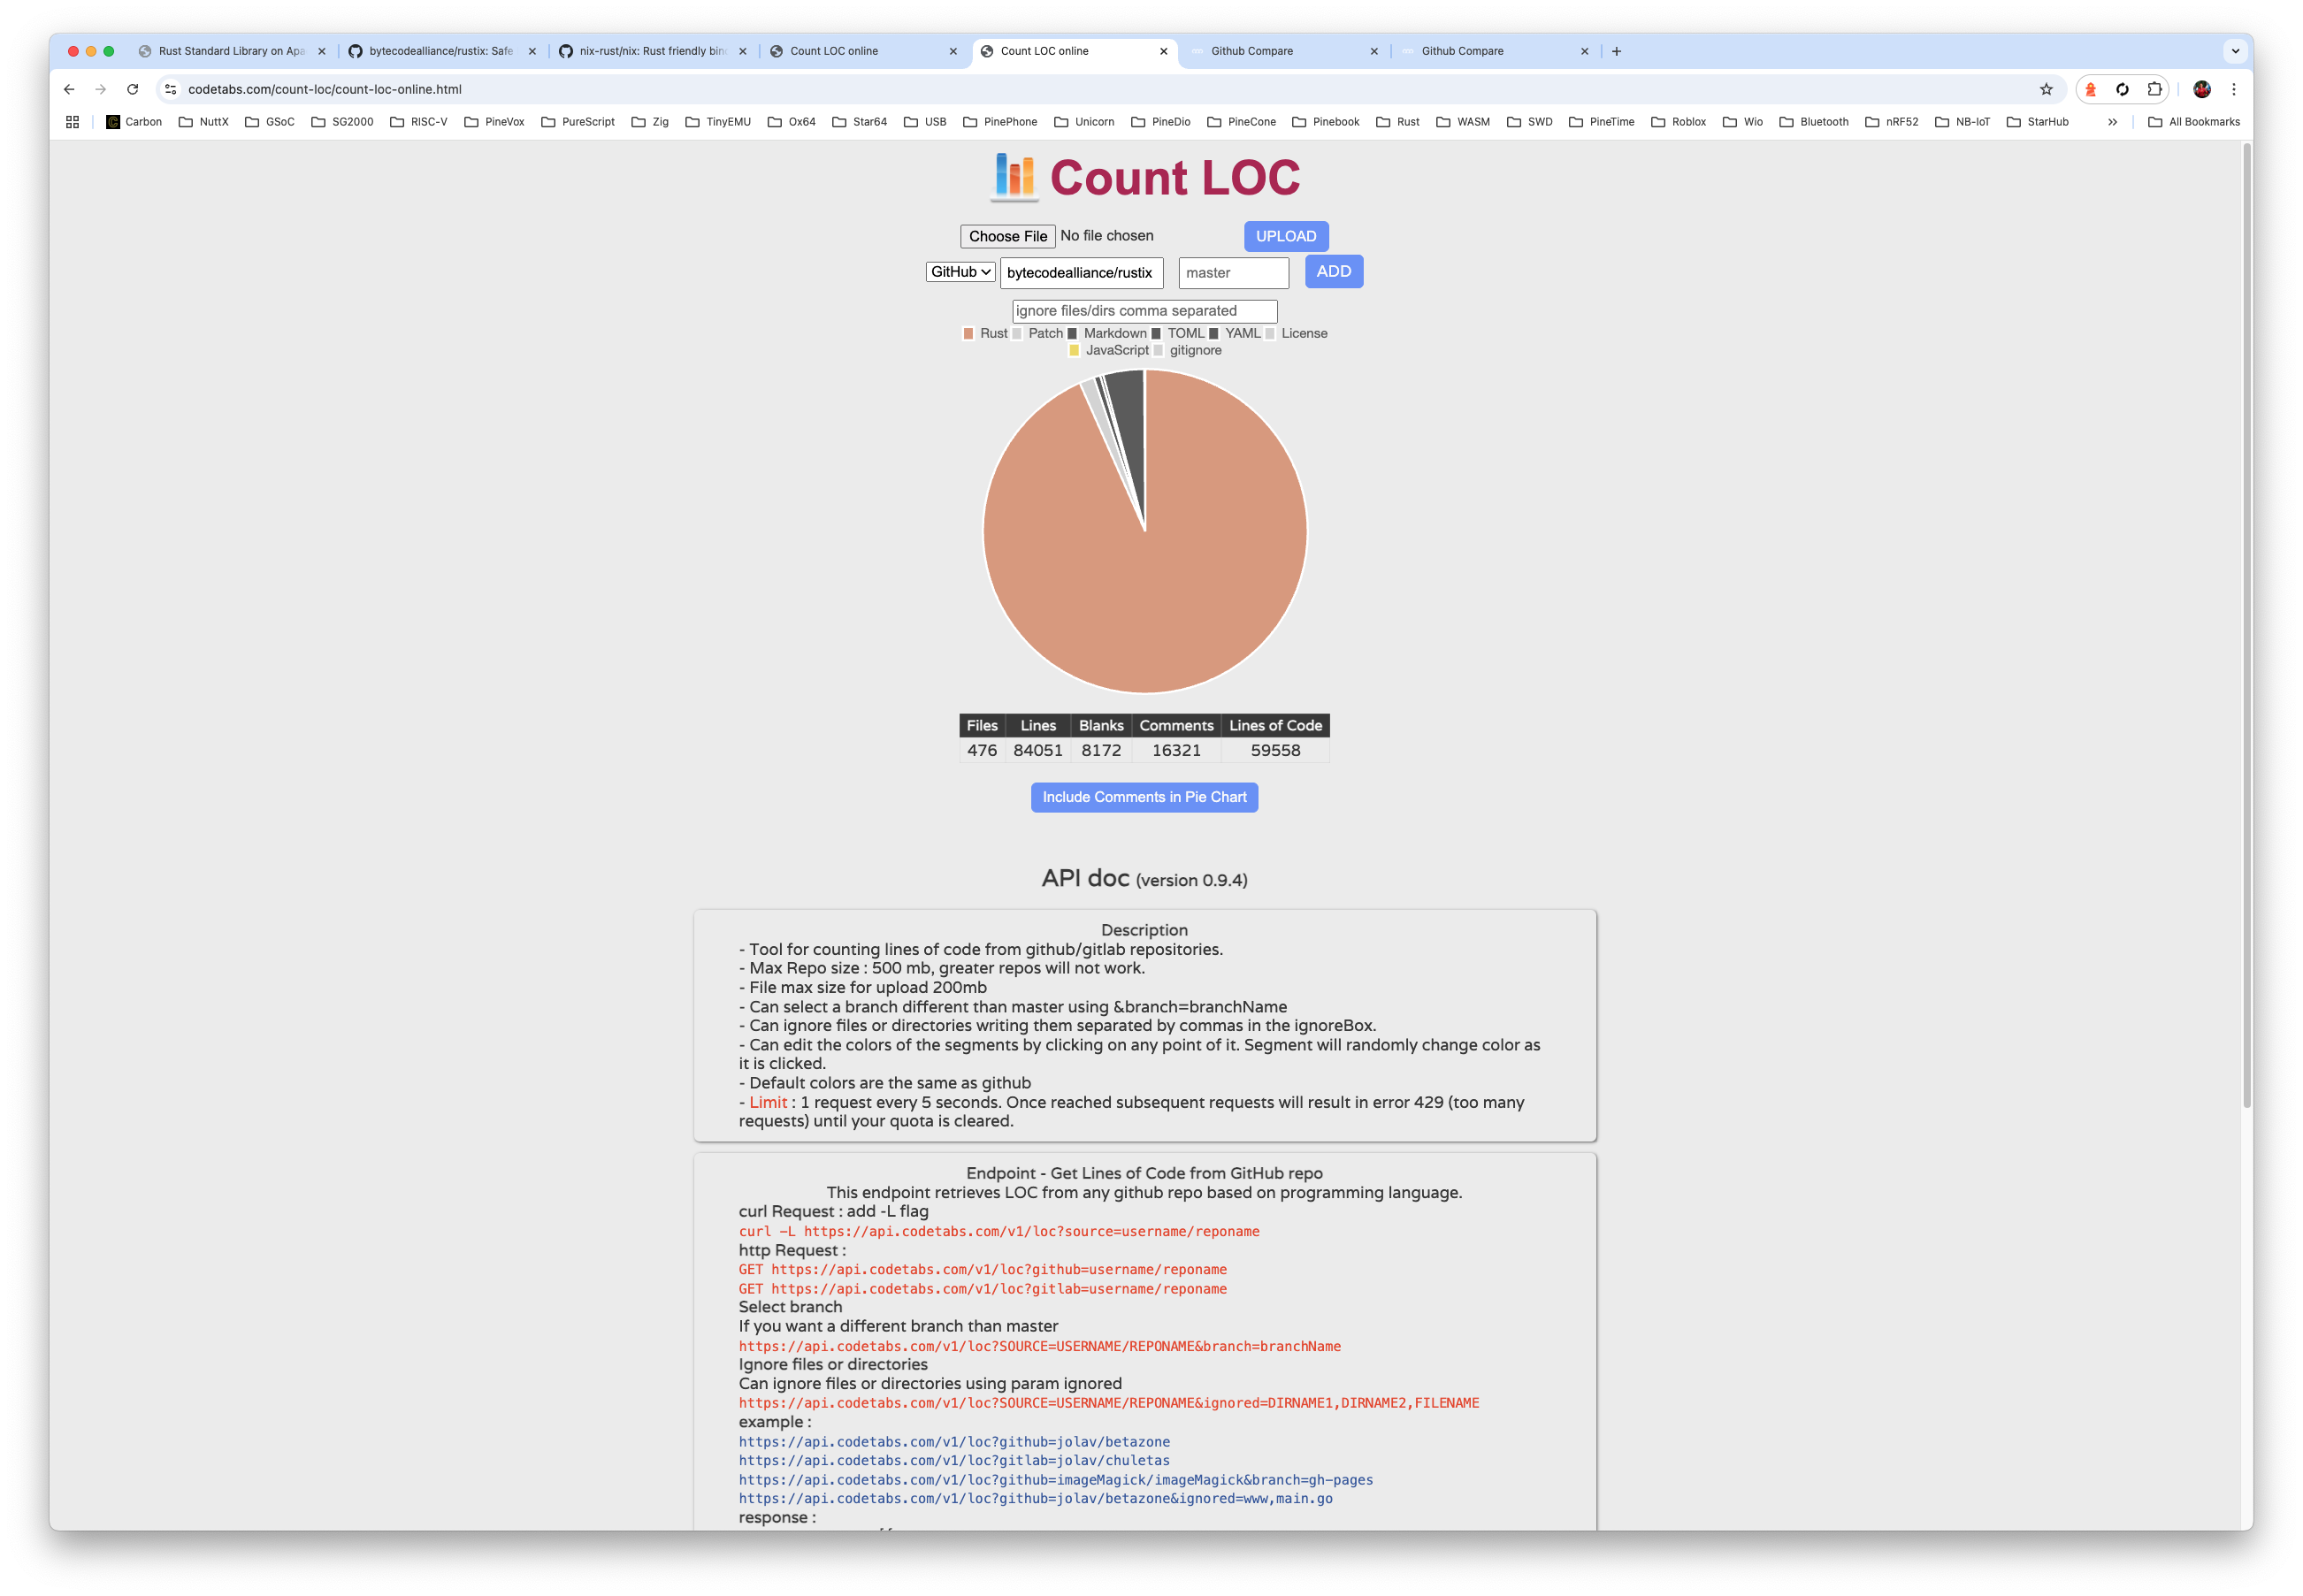 Rust Standard Library on Apa
bytecodealliance/rustix: Safe
nix-rust/nix: Rust friendly bin
Count LOC online
Count LOC online
Github Compare
Github Compare
codetabs.com/count-loc/count-loc-online.html
Carbon NuttX GSoC SG2000 RISC-V PineVox PureScript Zig TinyEMU Ox64 Star64 USB PinePhone Unicorn PineDio PineCone Pinebook Rust WASM SWD PineTime Roblox Wio Bluetooth nRF52 NB-IoT StarHub » All Bookmarks
Count LOC
Choose File No file chosen UPLOAD
GitHub bytecodealliance/rustix master ADD
ignore files/dirs comma separated
Rust Patch Markdown TOML YAML License
JavaScript gitignore
Files Lines Blanks Comments Lines of Code
476 84051 8172 16321 59558
Include Comments in Pie Chart
API doc (version 0.9.4)
Description
- Tool for counting lines of code from github/gitlab repositories.
- Max Repo size : 500 mb, greater repos will not work.
- File max size for upload 200mb
- Can select a branch different than master using &branch=branchName
- Can ignore files or directories writing them separated by commas in the ignoreBox.
- Can edit the colors of the segments by clicking on any point of it. Segment will randomly change color as
it is clicked.
- Default colors are the same as github
- Limit : 1 request every 5 seconds. Once reached subsequent requests will result in error 429 (too many
requests) until your quota is cleared.
Endpoint - Get Lines of Code from GitHub repo
This endpoint retrieves LOC from any github repo based on programming language.
curl Request : add -L flag
curl -L https://api.codetabs.com/v1/loc?source=username/reponame
http Request :
GET https://api.codetabs.com/v1/loc?github=username/reponame
GET https://api.codetabs.com/v1/loc?gitlab=username/reponame
Select branch
If you want a different branch than master
https://api.codetabs.com/v1/loc?SOURCE=USERNAME/REPONAME&branch=branchName
Ignore files or directories
Can ignore files or directories using param ignored
https://api.codetabs.com/v1/loc?SOURCE=USERNAME/REPONAME&ignored=DIRNAME1,DIRNAME2,FILENAME
example :
https://api.codetabs.com/v1/loc?github=jolav/betazone
https://api.codetabs.com/v1/loc?gitlab=jolav/chuletas
https://api.codetabs.com/v1/loc?github=imageMagick/imageMagick&branch=gh-pages
https://api.codetabs.com/v1/loc?github=jolav/betazone&ignored=www,main.go
response :